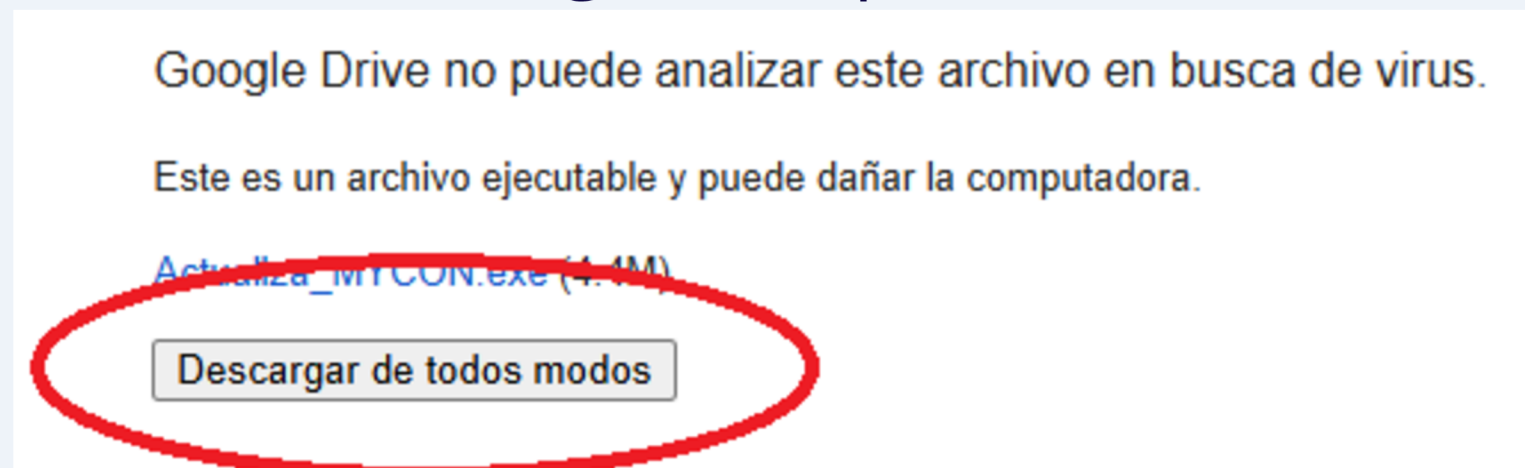 Google Drive no puede analizar este archivo en busca de virus.
Este es un archivo ejecutable y puede dañar la computadora.
Actualiza_MYCON.exe (4.4M)
Descargar de todos modos